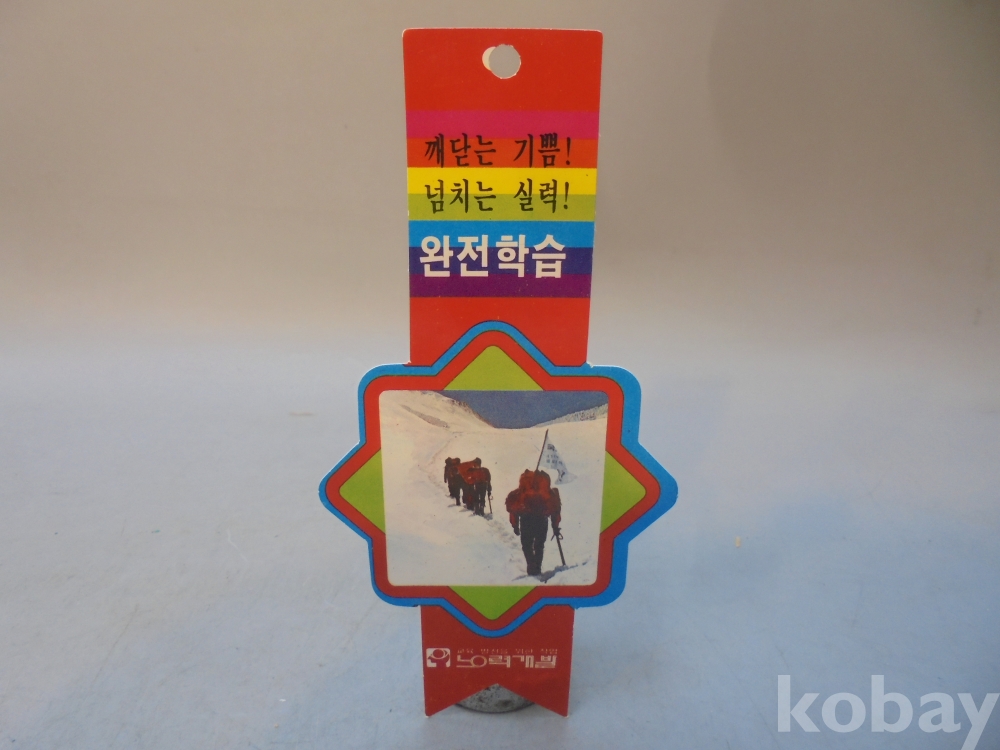 깨닫는 기쁨!
넘치는 실력!
완전학습
노력개발
kobay